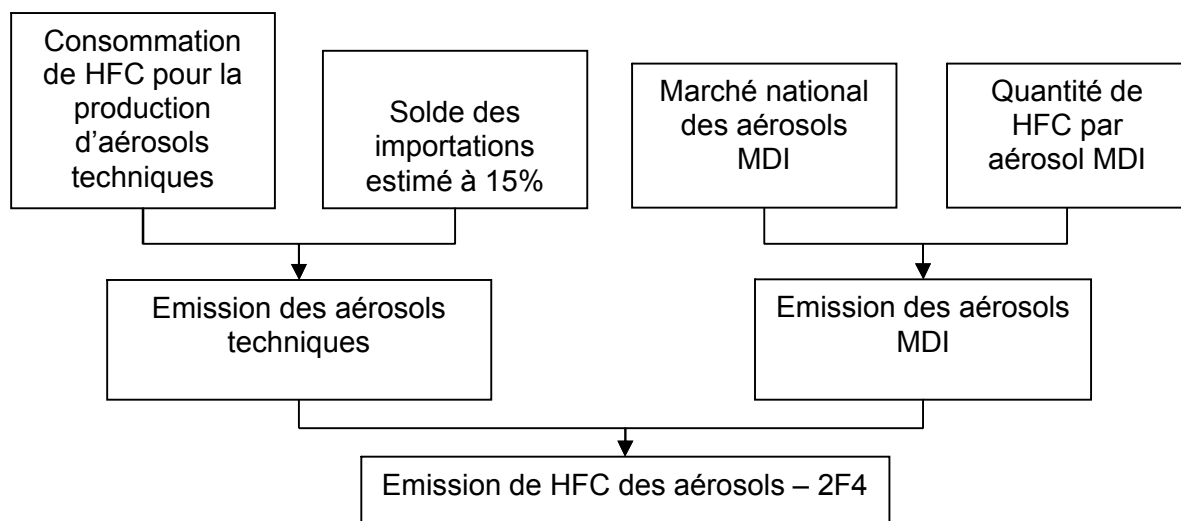 Consommation
de HFC pour la
production
d'aérosols
techniques
Solde des
importations
estimé à 15%
Marché national
des aérosols
MDI
Quantité de
HFC par
aérosol MDI
Emission des aérosols
techniques
Emission des aérosols
MDI
Emission de HFC des aérosols – 2F4